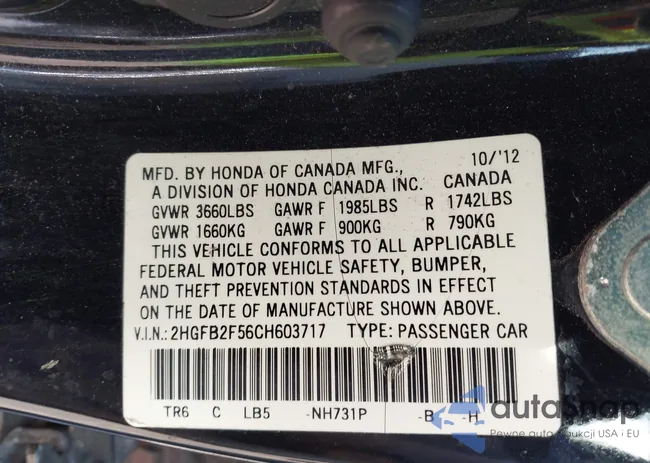 MFD. BY HONDA OF CANADA MFG., 10/'12
A DIVISION OF HONDA CANADA INC. CANADA
GVWR 3660LBS GAWR F 1985LBS R 1742LBS
GVWR 1660KG GAWR F 900KG R 790KG
THIS VEHICLE CONFORMS TO ALL APPLICABLE
FEDERAL MOTOR VEHICLE SAFETY, BUMPER,
AND THEFT PREVENTION STANDARDS IN EFFECT
ON THE DATE OF MANUFACTURE SHOWN ABOVE.
V.I.N.: 2HGFB2F56CH603717 TYPE: PASSENGER CAR
TR6 C LB5 -NH731P -B -H
autoSnap
Pewne auto z aukcji USA i EU